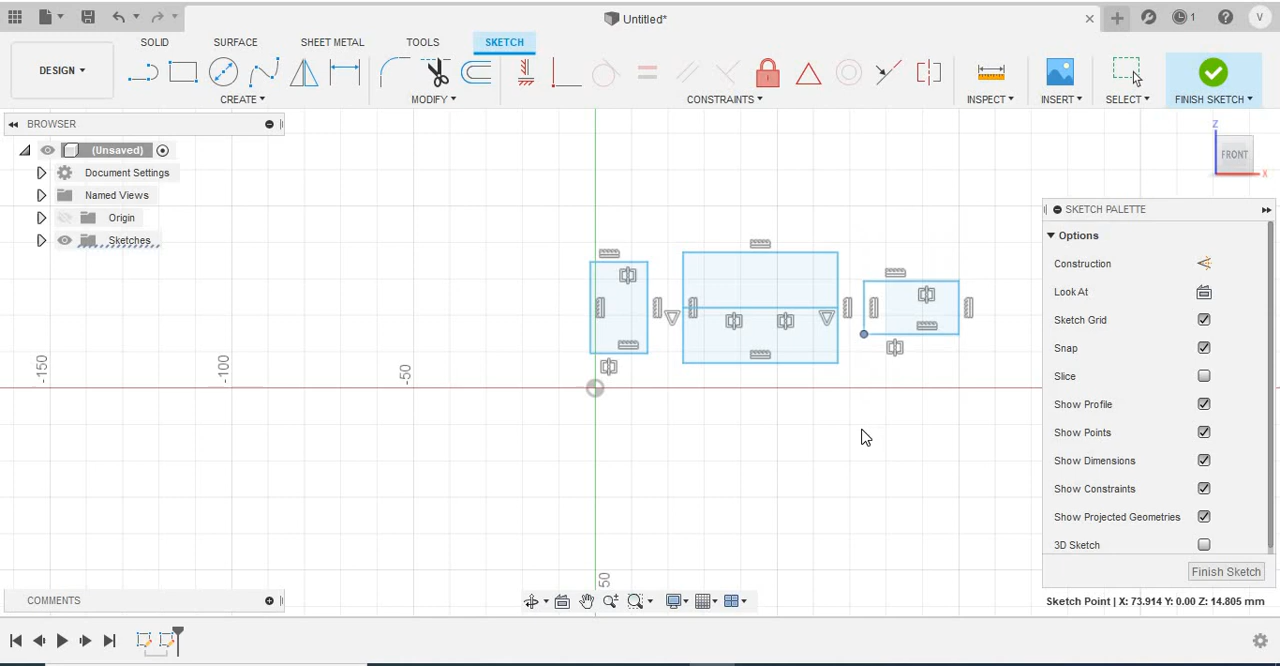 Untitled*
1
V
DESIGN
SOLID
SURFACE
SHEET METAL
TOOLS
SKETCH
CREATE
MODIFY
CONSTRAINTS
INSPECT
INSERT
SELECT
FINISH SKETCH
BROWSER
(Unsaved)
Document Settings
Named Views
Origin
Sketches
Z
FRONT
X
-150
-100
-50
50
SKETCH PALETTE
Options
Construction
Look At
Sketch Grid
Snap
Slice
Show Profile
Show Points
Show Dimensions
Show Constraints
Show Projected Geometries
3D Sketch
Finish Sketch
COMMENTS
Sketch Point | X: 73.914 Y: 0.00 Z: 14.805 mm